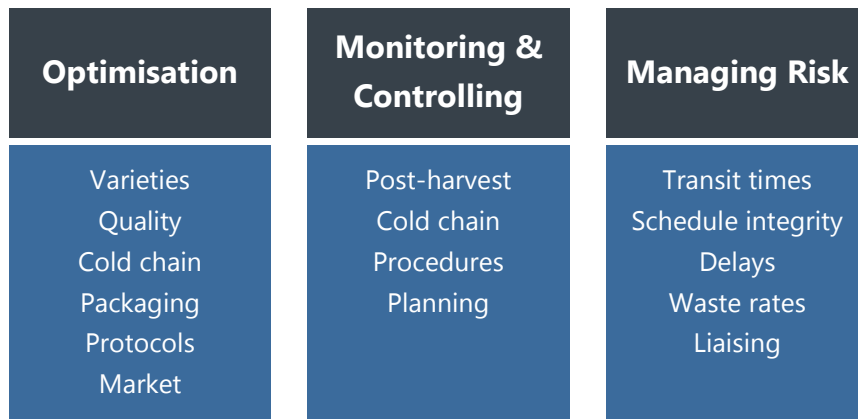 Optimisation
Varieties
Quality
Cold chain
Packaging
Protocols
Market
Monitoring &
Controlling
Post-harvest
Cold chain
Procedures
Planning
Managing Risk
Transit times
Schedule integrity
Delays
Waste rates
Liaising